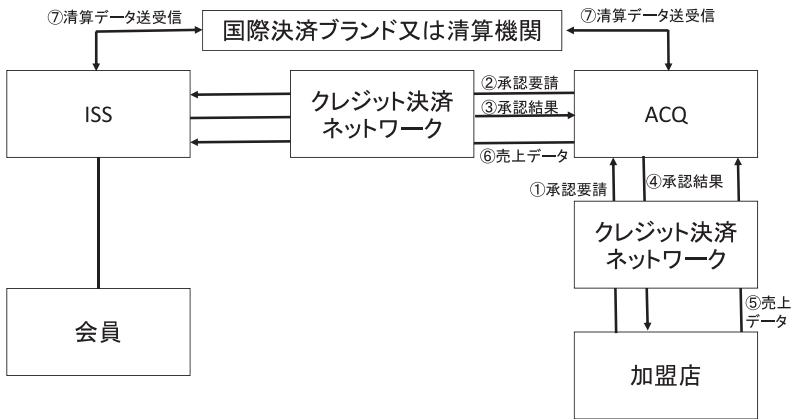 ⑦清算データ送受信
国際決済ブランド又は清算機関
⑦清算データ送受信
ISS
クレジット決済
ネットワーク
②承認要請
③承認結果
⑥売上データ
ACQ
①承認要請
④承認結果
クレジット決済
ネットワーク
⑤売上
データ
会員
加盟店